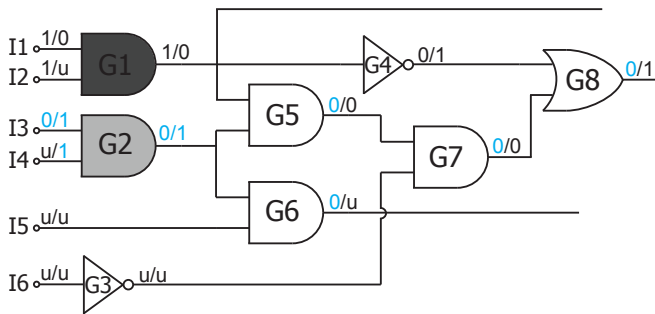 I1 1/0
I2 1/u
G1 1/0
G4 0/1
G8 0/1
I3 0/1
I4 u/1
G2 0/1
G5 0/0
G7 0/0
G6 0/u
I5 u/u
I6 u/u
G3 u/u